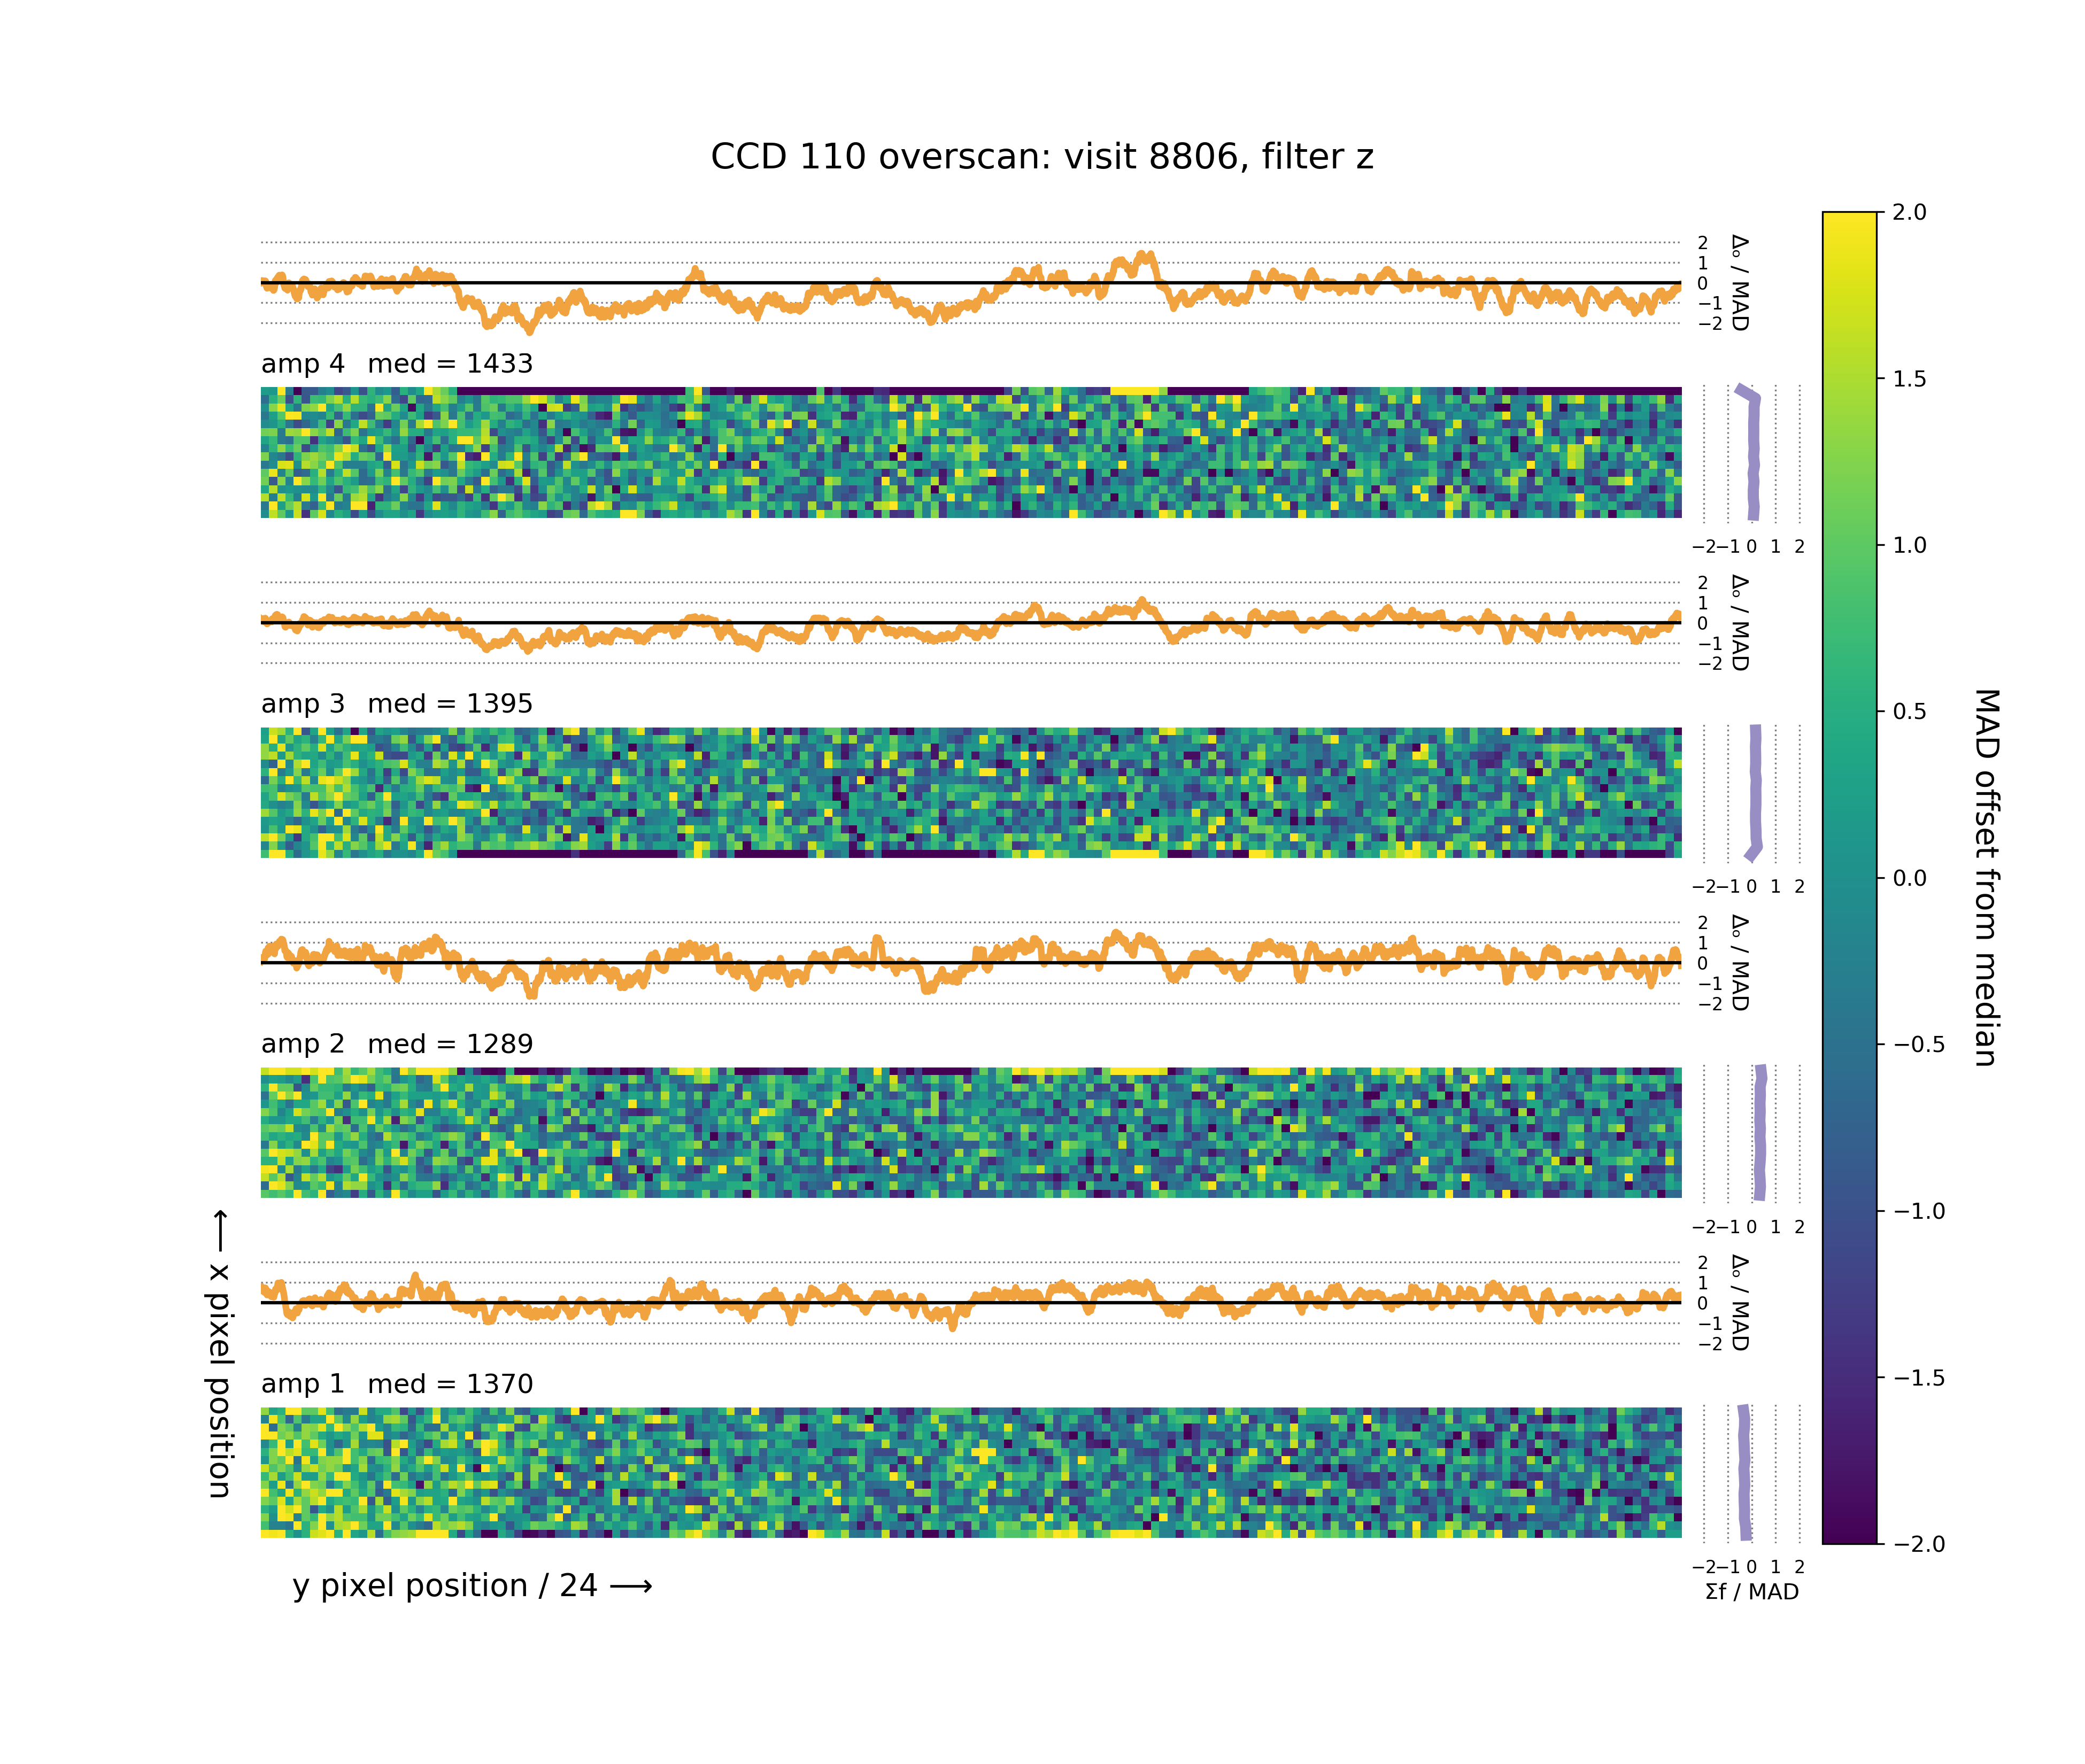 CCD 110 overscan: visit 8806, filter z
2
1
0
−1
−2
Δₒ / MAD
amp 4 med = 1433
−2 −1 0 1 2
2
1
0
−1
−2
Δₒ / MAD
amp 3 med = 1395
−2 −1 0 1 2
2
1
0
−1
−2
Δₒ / MAD
amp 2 med = 1289
−2 −1 0 1 2
2
1
0
−1
−2
Δₒ / MAD
amp 1 med = 1370
−2 −1 0 1 2
Σf / MAD
y pixel position / 24 ⟶
⟵ x pixel position
2.0
1.5
1.0
0.5
0.0
−0.5
−1.0
−1.5
−2.0
MAD offset from median